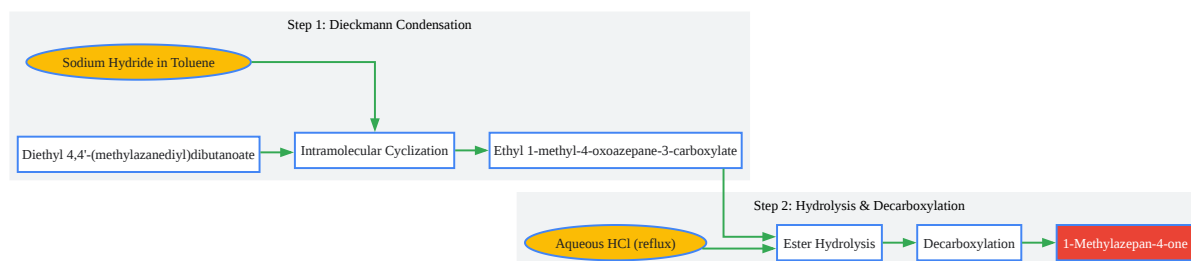 Step 1: Dieckmann Condensation
Sodium Hydride in Toluene
Diethyl 4,4'-(methylazanediyl)dibutanoate
Intramolecular Cyclization
Ethyl 1-methyl-4-oxoazepane-3-carboxylate
Step 2: Hydrolysis & Decarboxylation
Aqueous HCl (reflux)
Ester Hydrolysis
Decarboxylation
1-Methylazepan-4-one